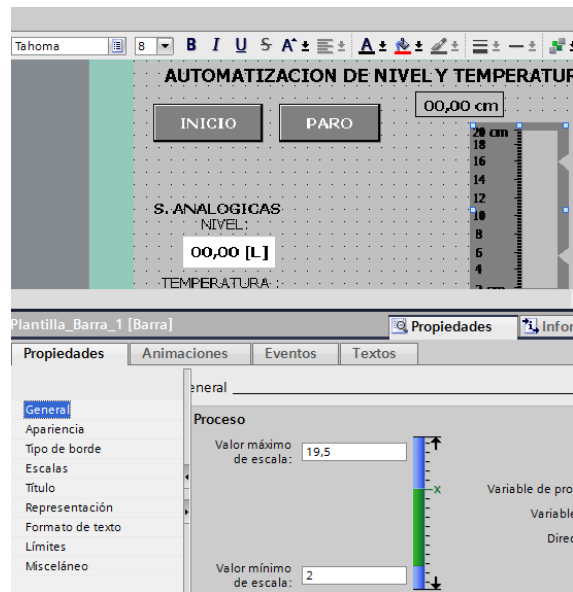 Tahoma 8 B I U S A
AUTOMATIZACION DE NIVEL Y TEMPERATUR
00,00 cm
INICIO PARO
20 cm
18
16
14
12
10
8
6
4
S. ANALOGICAS
NIVEL:
00,00 [L]
TEMPERATURA :
Plantilla_Barra_1 [Barra]
Propiedades
Infor
Propiedades Animaciones Eventos Textos
eneral
General
Apariencia
Tipo de borde
Escalas
Título
Representación
Formato de texto
Límites
Misceláneo
Proceso
Valor máximo
de escala:
19,5
x
Variable de pro
Variable
Direc
Valor mínimo
de escala:
2